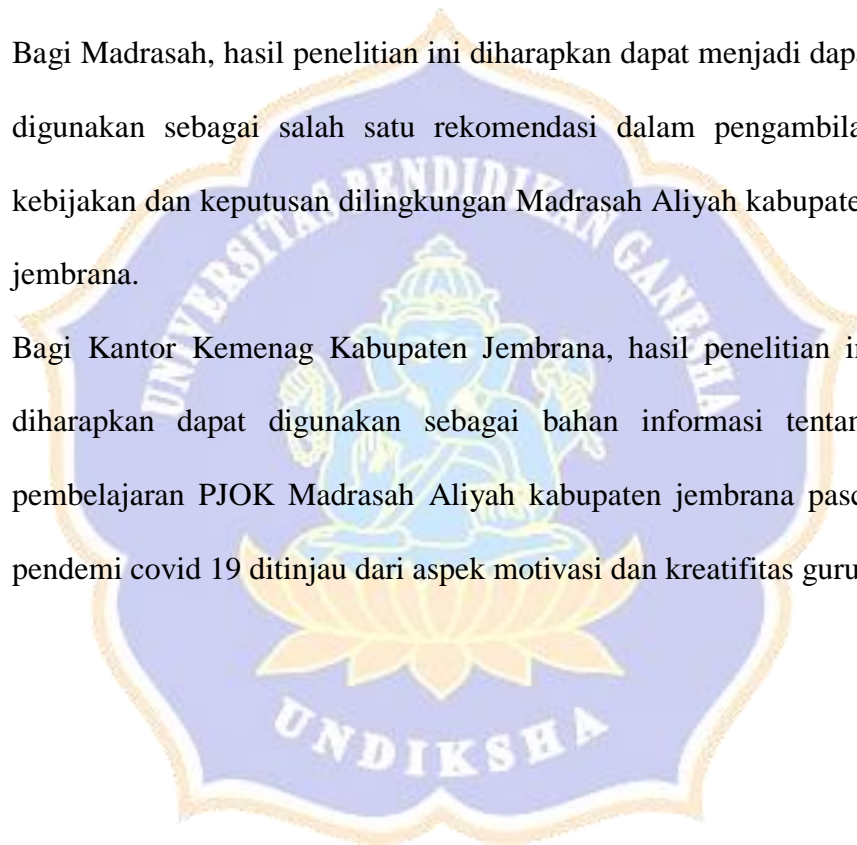 Bagi Madrasah, hasil penelitian ini diharapkan dapat menjadi dapa
digunakan sebagai salah satu rekomendasi dalam pengambila
kebijakan dan keputusan dilingkungan Madrasah Aliyah kabupate
jembrana.
Bagi Kantor Kemenag Kabupaten Jembrana, hasil penelitian in
diharapkan dapat digunakan sebagai bahan informasi tentan
pembelajaran PJOK Madrasah Aliyah kabupaten jembrana pasc
pendemi covid 19 ditinjau dari aspek motivasi dan kreatifitas guru
UNIVERSITAS PENDIDIKAN GANESHA
UNDIKSHA